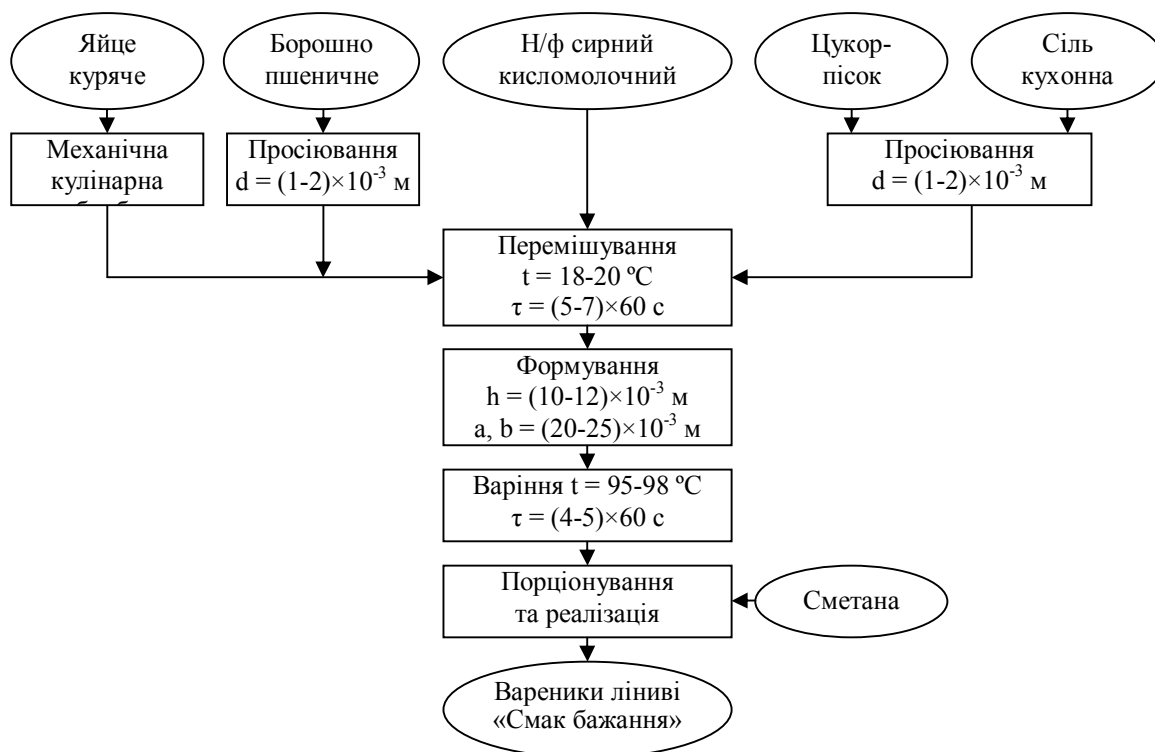 Яйце
куряче
Борошно
пшеничне
Н/ф сирний
кисломолочний
Цукор-
пісок
Сіль
кухонна
Механічна
кулінарна
Просіювання
d = (1-2)×10⁻³ м
Просіювання
d = (1-2)×10⁻³ м
Перемішування
t = 18-20 ºС
τ = (5-7)×60 с
Формування
h = (10-12)×10⁻³ м
a, b = (20-25)×10⁻³ м
Варіння t = 95-98 ºС
τ = (4-5)×60 с
Порціонування
та реалізація
Сметана
Вареники ліниві
«Смак бажання»